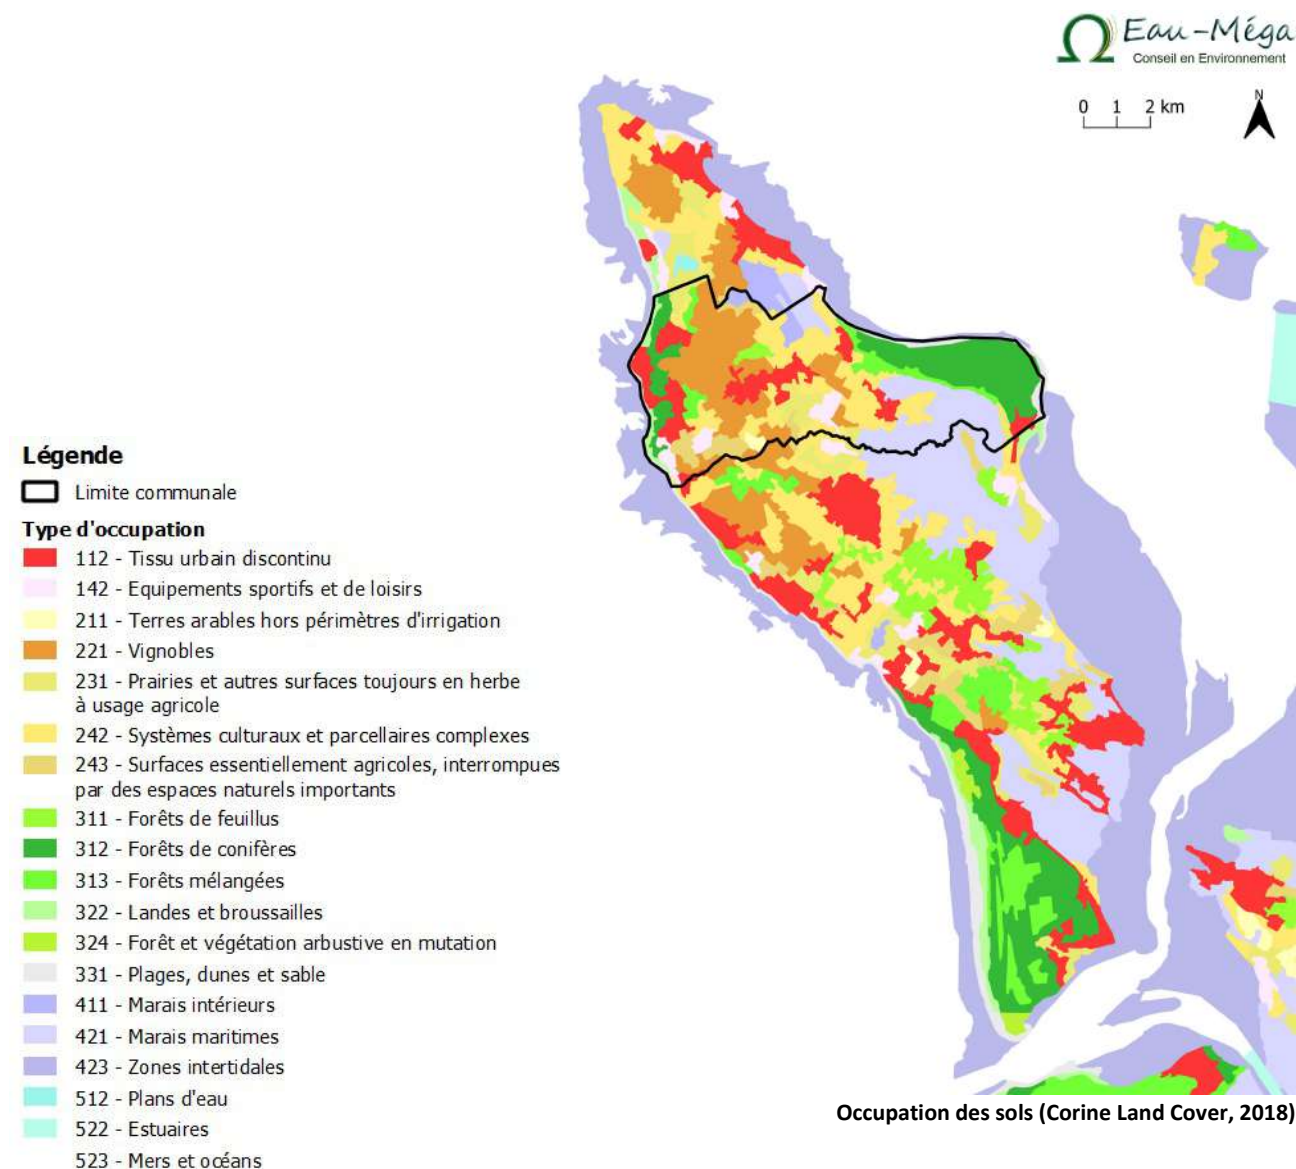 Eau-Méga
Conseil en Environnement
0 1 2 km
N
Légende
Limite communale
Type d'occupation
112 - Tissu urbain discontinu
142 - Equipements sportifs et de loisirs
211 - Terres arables hors périmètres d'irrigation
221 - Vignobles
231 - Prairies et autres surfaces toujours en herbe
à usage agricole
242 - Systèmes culturaux et parcellaires complexes
243 - Surfaces essentiellement agricoles, interrompues
par des espaces naturels importants
311 - Forêts de feuillus
312 - Forêts de conifères
313 - Forêts mélangées
322 - Landes et broussailles
324 - Forêt et végétation arbustive en mutation
331 - Plages, dunes et sable
411 - Marais intérieurs
421 - Marais maritimes
423 - Zones intertidales
512 - Plans d'eau
522 - Estuaires
523 - Mers et océans
Occupation des sols (Corine Land Cover, 2018)